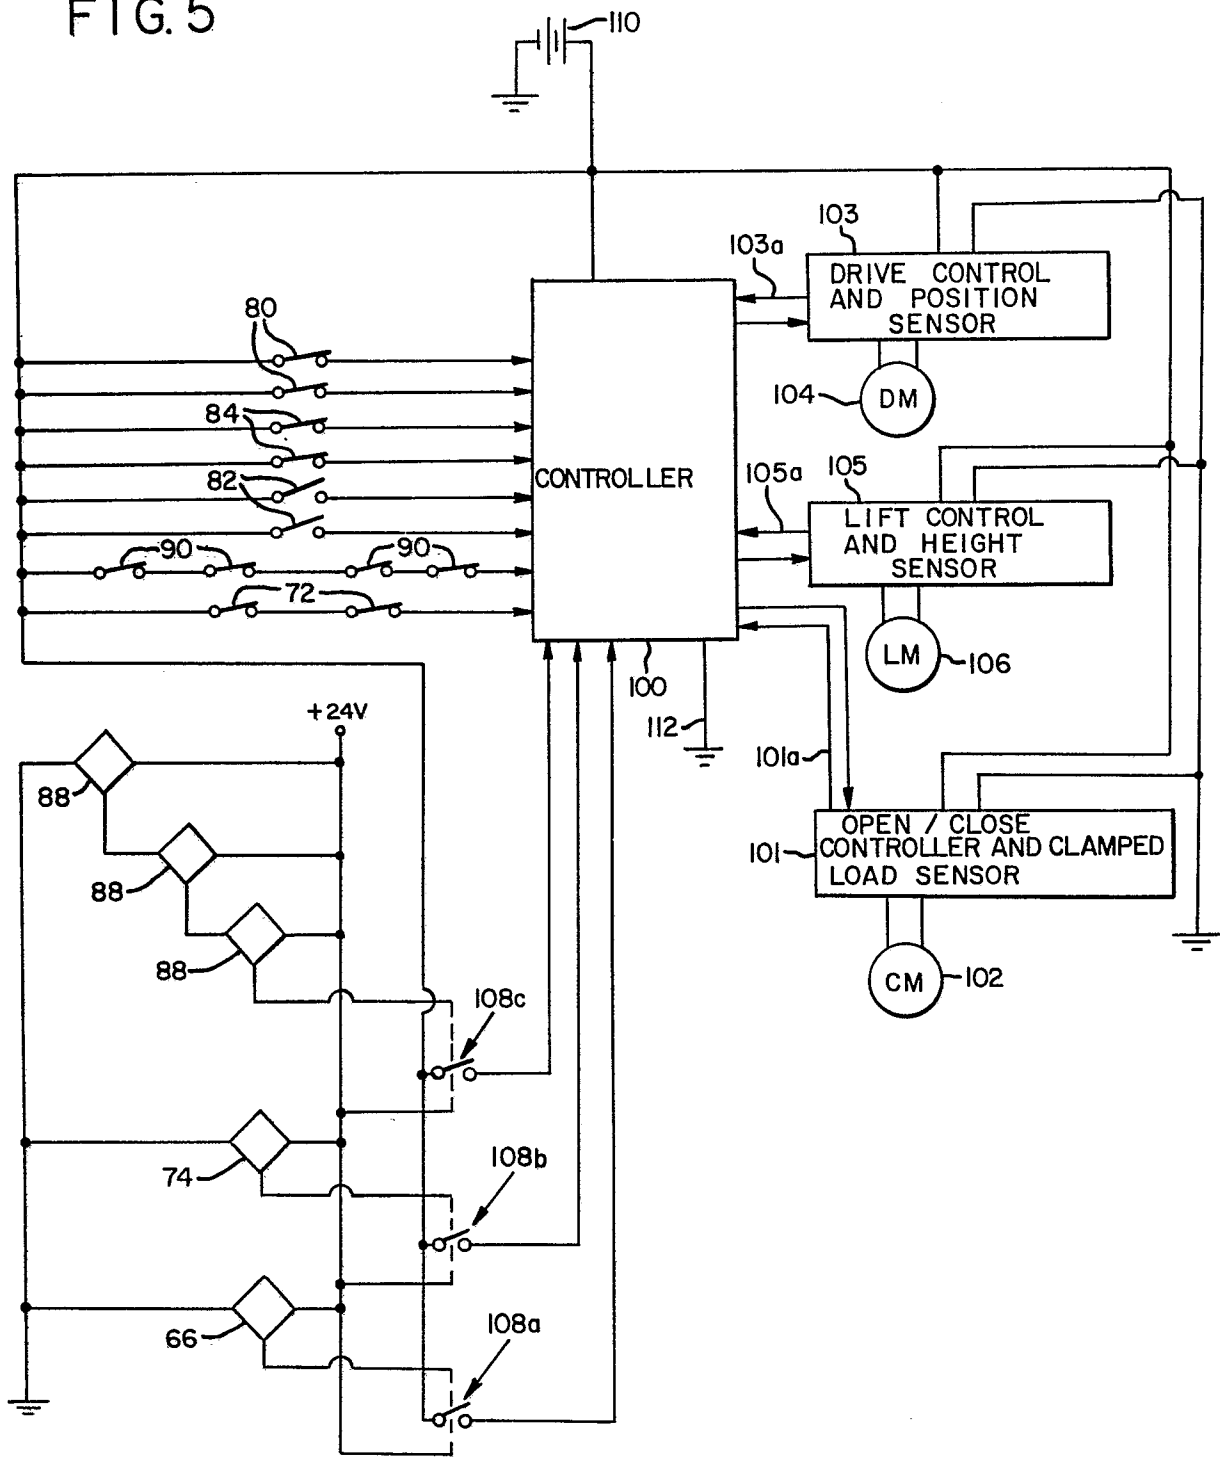 FIG. 5
110
103
103a
DRIVE CONTROL
AND POSITION
SENSOR
80
104
DM
84
82
CONTROLLER
105a
105
LIFT CONTROL
AND HEIGHT
SENSOR
90
90
72
LM
106
100
112
+24V
101a
88
OPEN / CLOSE
101
CONTROLLER AND CLAMPED
LOAD SENSOR
88
88
CM
102
108c
74
108b
66
108a